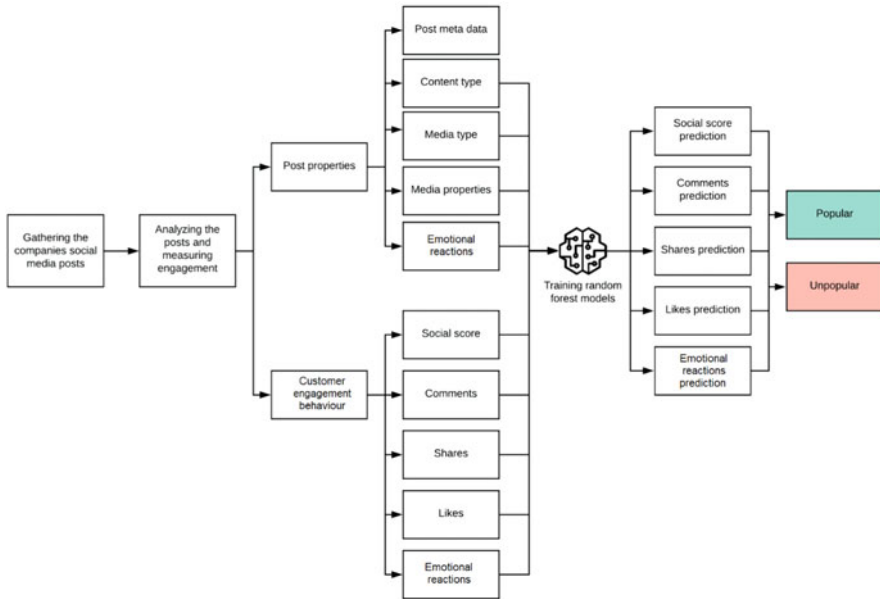 Gathering the
companies social
media posts
Analyzing the
posts and
measuring
engagement
Post properties
Customer
engagement
behaviour
Post meta data
Content type
Media type
Media properties
Emotional
reactions
Social score
Comments
Shares
Likes
Emotional
reactions
Training random
forest models
Social score
prediction
Comments
prediction
Shares prediction
Likes prediction
Emotional
reactions
prediction
Popular
Unpopular